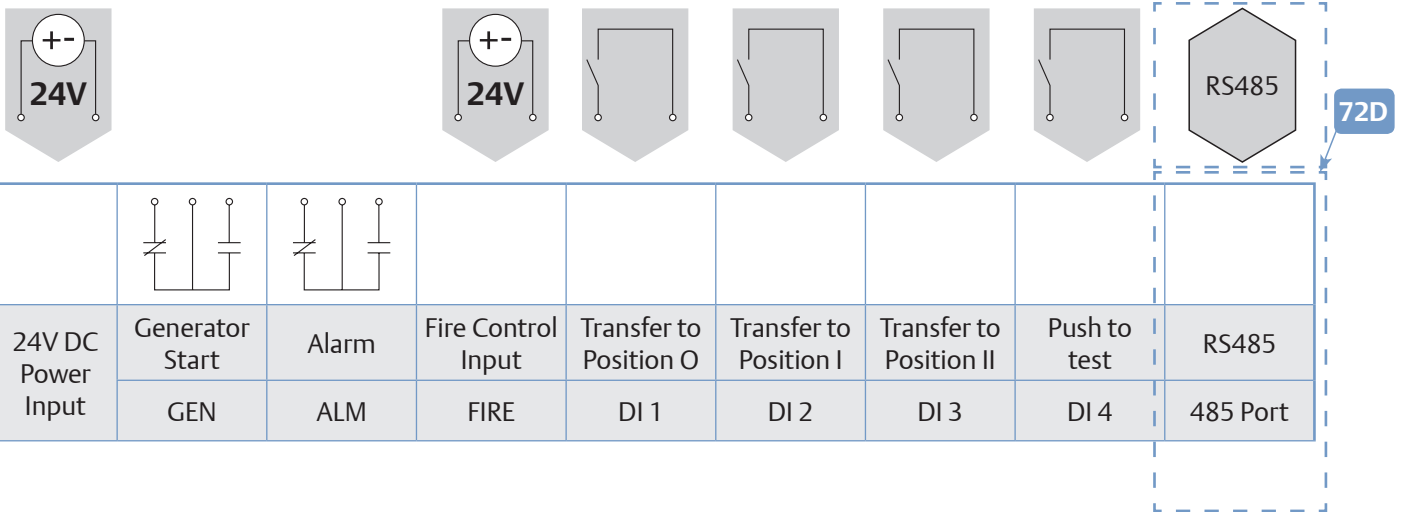 +-
24V
+-
24V
RS485
72D
24V DC
Power
Input
Generator
Start
Alarm
Fire Control
Input
Transfer to
Position O
Transfer to
Position I
Transfer to
Position II
Push to
test
RS485
GEN
ALM
FIRE
DI 1
DI 2
DI 3
DI 4
485 Port